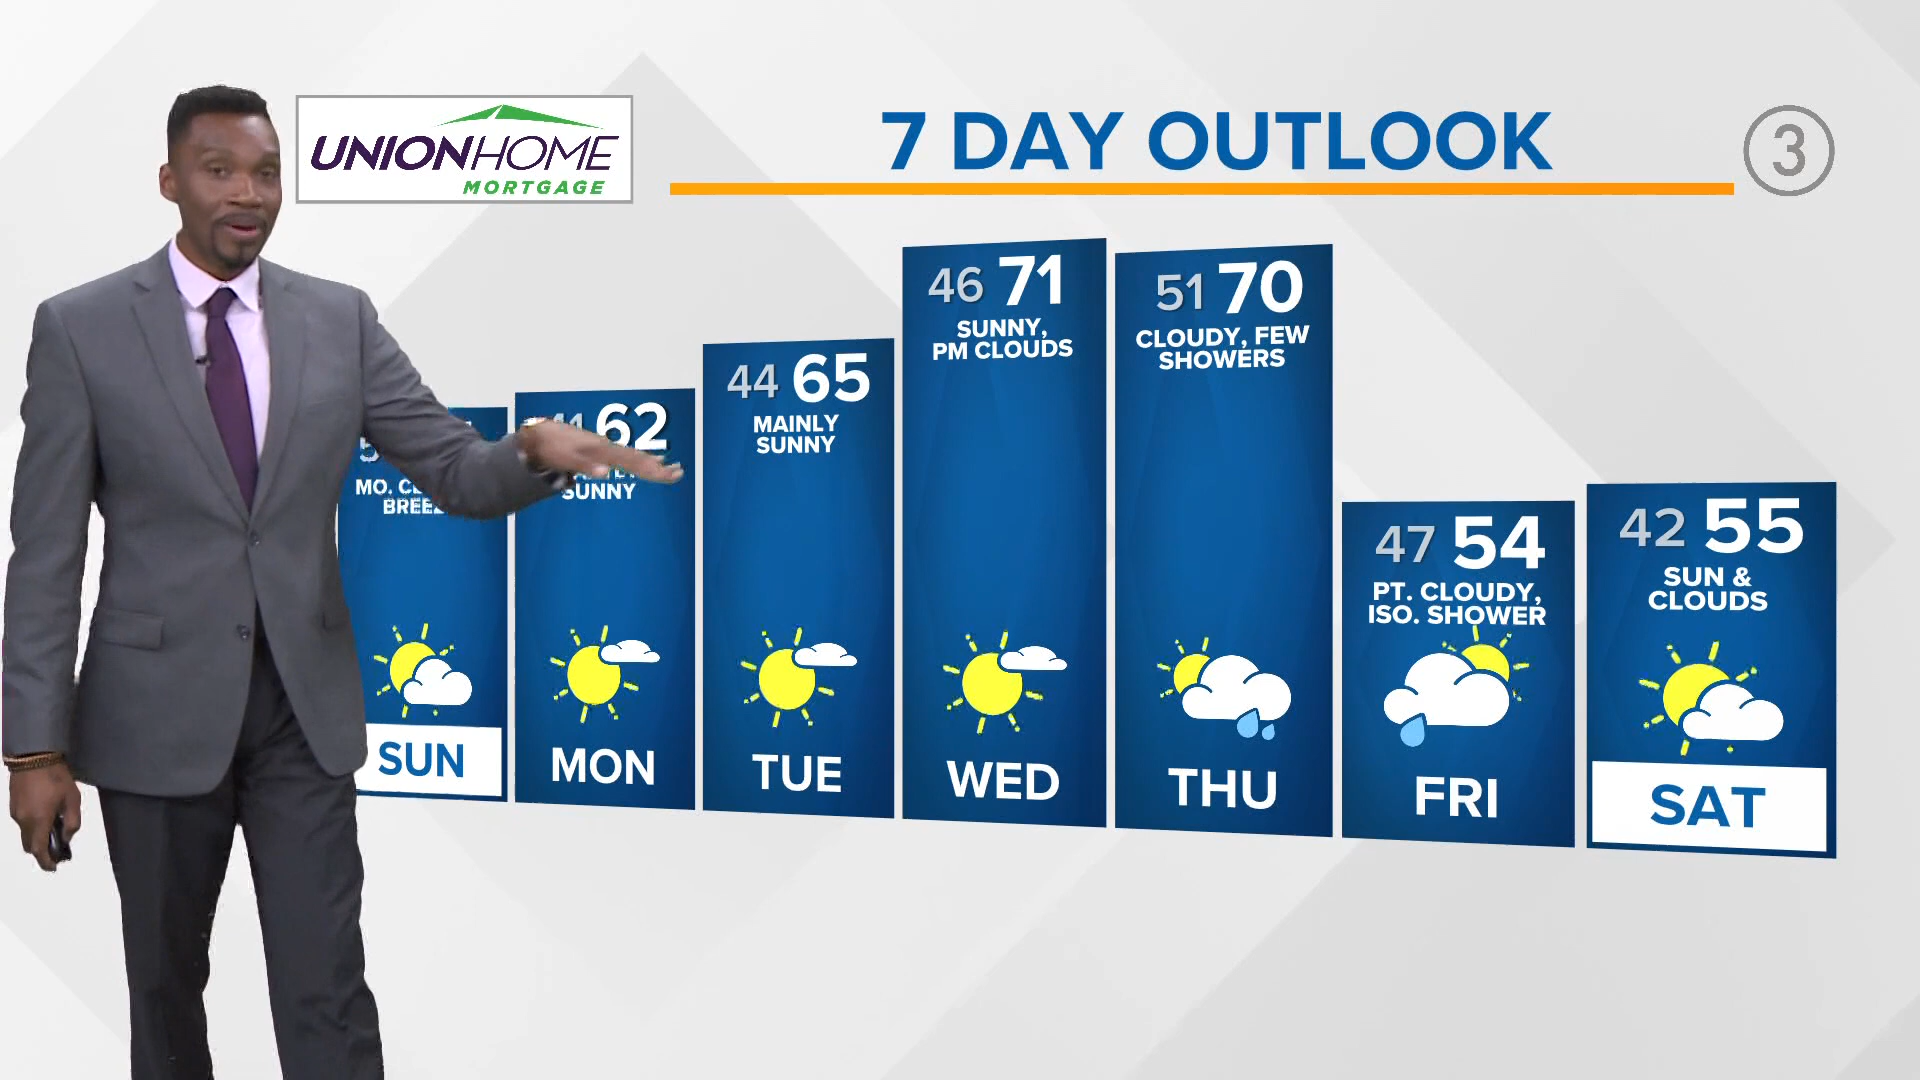 UNIONHOME
MORTGAGE
7 DAY OUTLOOK
3
MO.
SUN
62
SUNNY
MON
44 65
MAINLY
SUNNY
TUE
46 71
SUNNY,
PM CLOUDS
WED
51 70
CLOUDY, FEW
SHOWERS
THU
47 54
PT. CLOUDY,
ISO. SHOWER
FRI
42 55
SUN &
CLOUDS
SAT